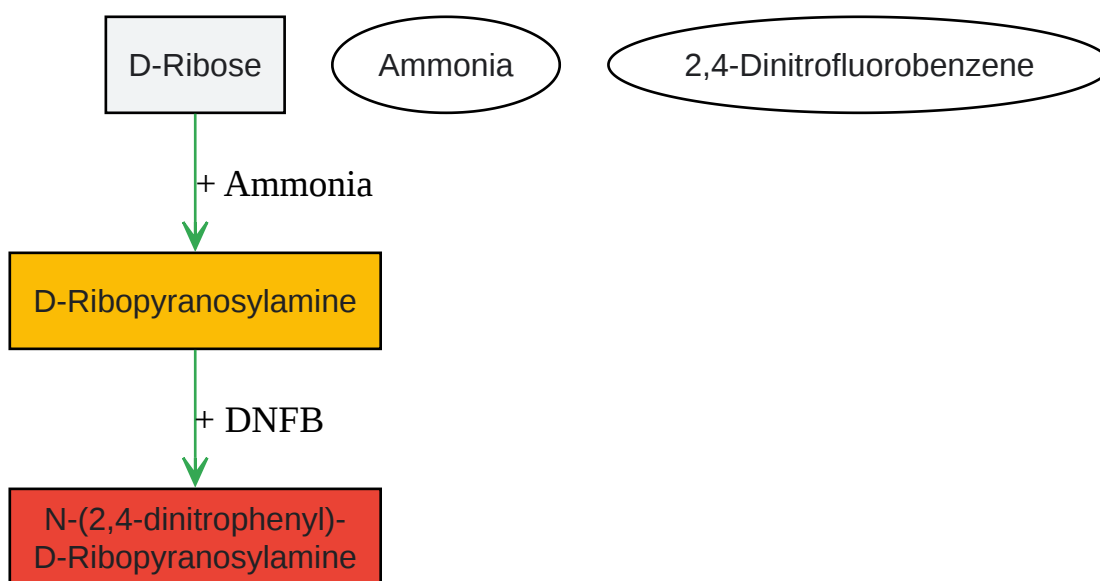 D-Ribose
Ammonia
2,4-Dinitrofluorobenzene
+ Ammonia
D-Ribopyranosylamine
+ DNFB
N-(2,4-dinitrophenyl)-
D-Ribopyranosylamine